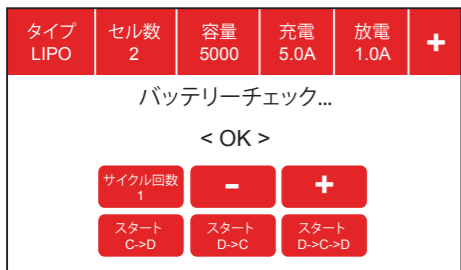 タイプ
LIPO
セル数
2
容量
5000
充電
5.0A
放電
1.0A
+
バッテリーチェック...
< OK >
サイクル回数
1
-
+
スタート
C->D
スタート
D->C
スタート
D->C->D